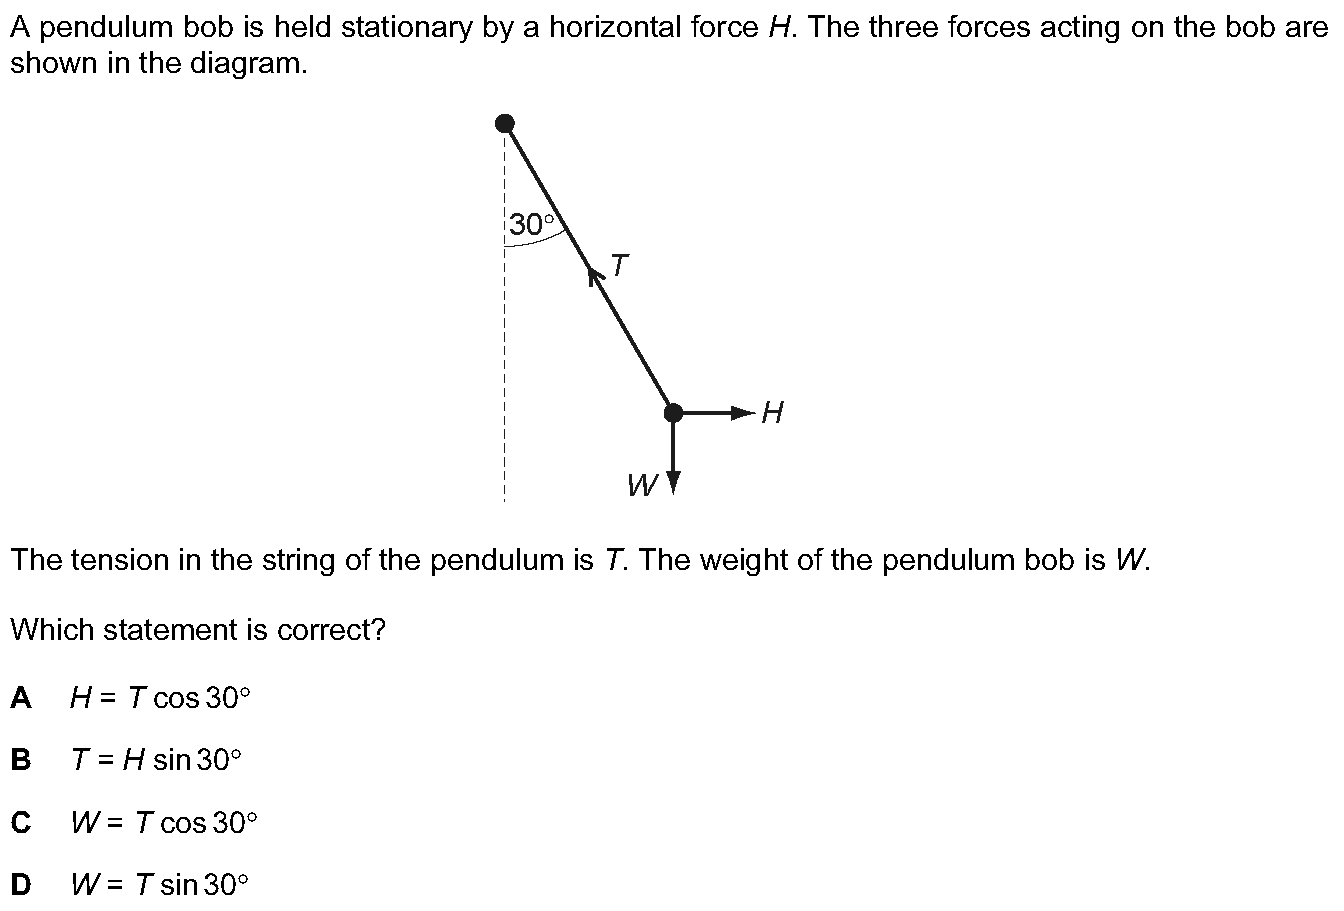 A pendulum bob is held stationary by a horizontal force H. The three forces acting on the bob are
shown in the diagram.
30°
T
H
W
The tension in the string of the pendulum is T. The weight of the pendulum bob is W.
Which statement is correct?
A H = T cos 30°
B T = H sin 30°
C W = T cos 30°
D W = T sin 30°